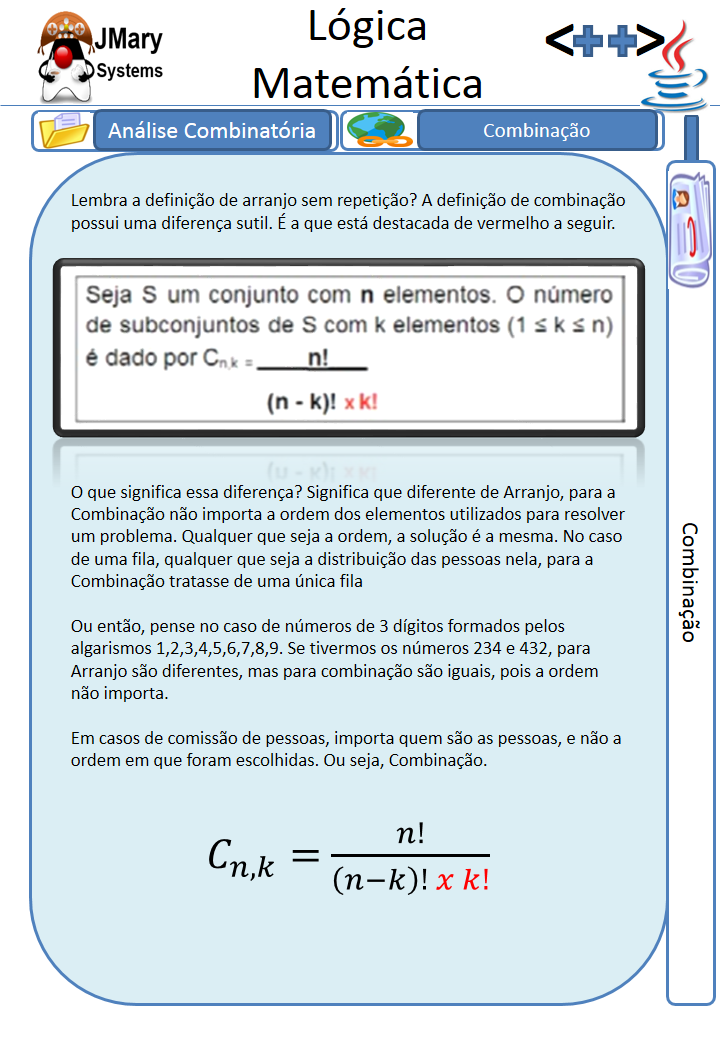 JMary
Systems
Lógica
Matemática
<++>
Análise Combinatória
Combinação
Lembra a definição de arranjo sem repetição? A definição de combinação
possui uma diferença sutil. É a que está destacada de vermelho a seguir.
Seja S um conjunto com n elementos. O número
de subconjuntos de S com k elementos (1 ≤ k ≤ n)
é dado por Cn,k = n!
(n - k)! x k!
O que significa essa diferença? Significa que diferente de Arranjo, para a
Combinação não importa a ordem dos elementos utilizados para resolver
um problema. Qualquer que seja a ordem, a solução é a mesma. No caso
de uma fila, qualquer que seja a distribuição das pessoas nela, para a
Combinação tratasse de uma única fila
Ou então, pense no caso de números de 3 dígitos formados pelos
algarismos 1,2,3,4,5,6,7,8,9. Se tivermos os números 234 e 432, para
Arranjo são diferentes, mas para combinação são iguais, pois a ordem
não importa.
Em casos de comissão de pessoas, importa quem são as pessoas, e não a
ordem em que foram escolhidas. Ou seja, Combinação.
Cn,k = n!
(n−k)! x k!
Combinação